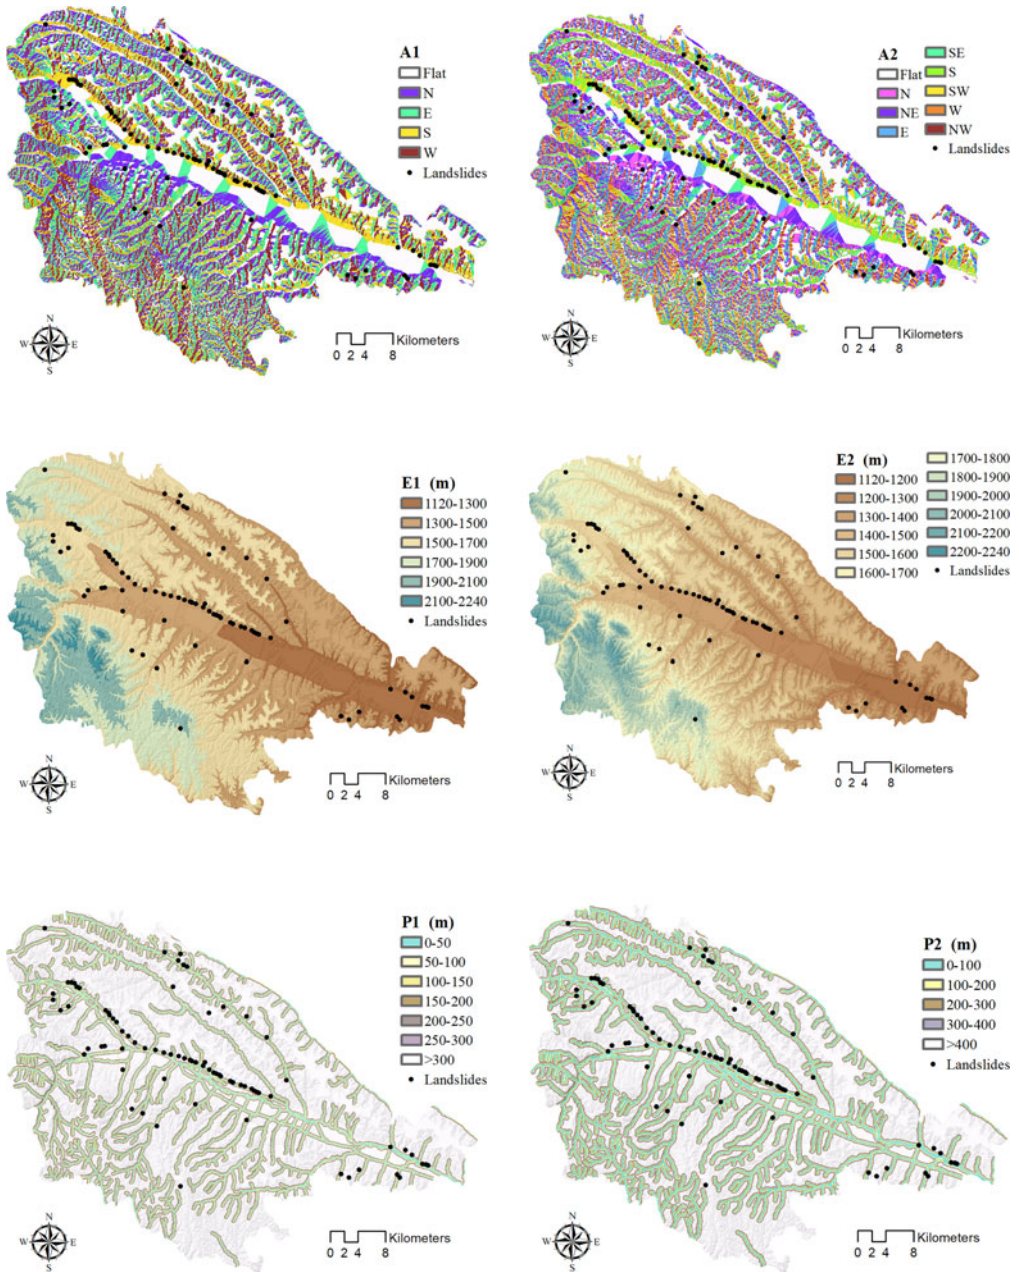 A1
Flat
N
E
S
W
Landslides
N
W
E
S
0 2 4 8
Kilometers
A2
Flat
N
NE
E
SE
S
SW
W
NW
Landslides
N
W
E
S
0 2 4 8
Kilometers
E1 (m)
1120-1300
1300-1500
1500-1700
1700-1900
1900-2100
2100-2240
Landslides
N
W
E
S
0 2 4 8
Kilometers
E2 (m)
1120-1200
1200-1300
1300-1400
1400-1500
1500-1600
1600-1700
1700-1800
1800-1900
1900-2000
2000-2100
2100-2200
2200-2240
Landslides
N
W
E
S
0 2 4 8
Kilometers
P1 (m)
0-50
50-100
100-150
150-200
200-250
250-300
>300
Landslides
N
W
E
S
0 2 4 8
Kilometers
P2 (m)
0-100
100-200
200-300
300-400
>400
Landslides
N
W
E
S
0 2 4 8
Kilometers